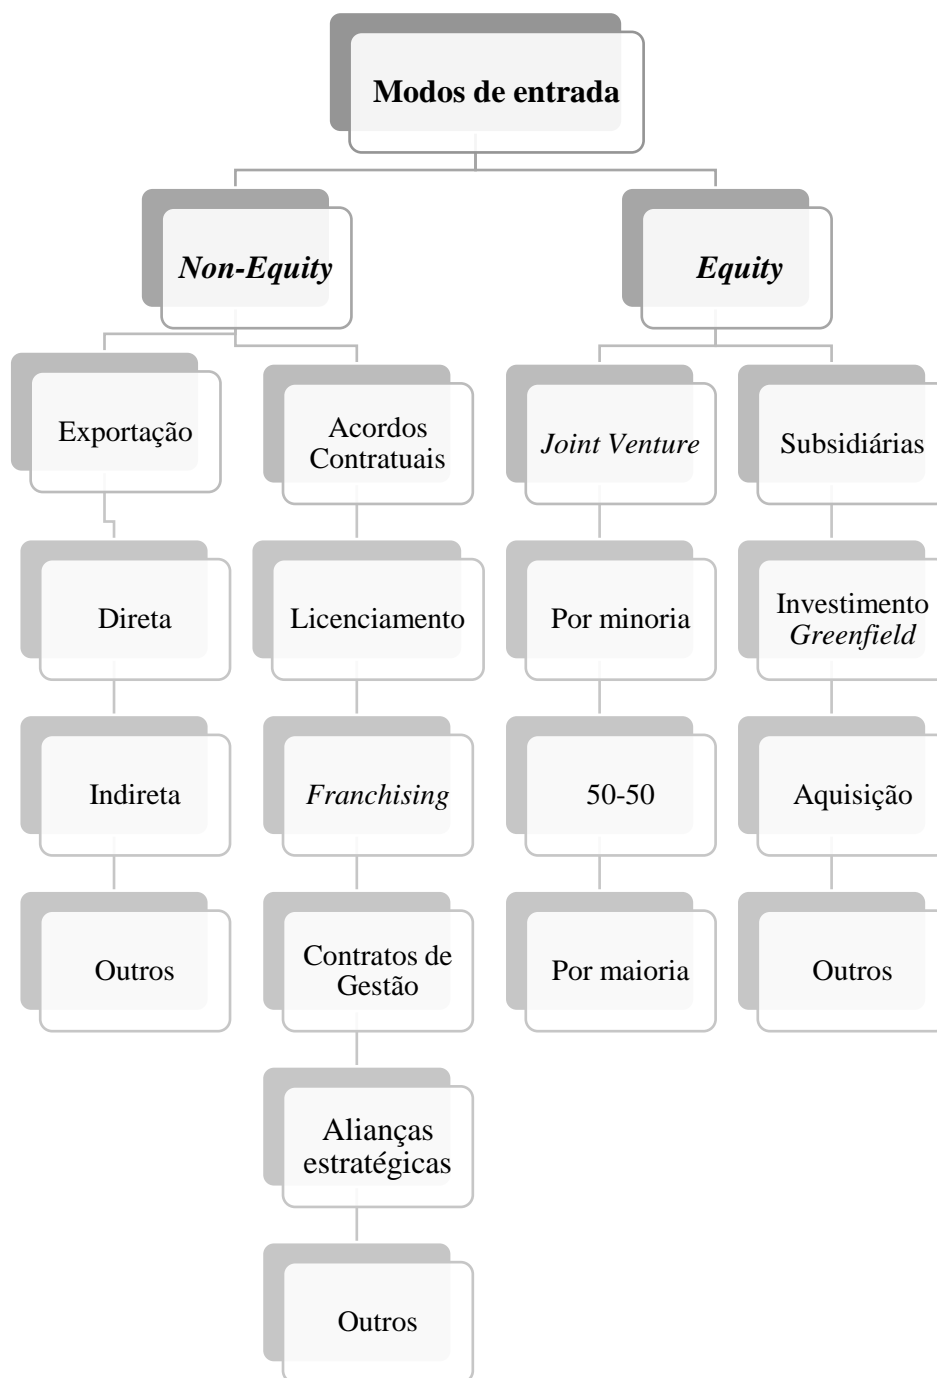 Modos de entrada
Non-Equity
Equity
Exportação
Acordos
Contratuais
Joint Venture
Subsidiárias
Direta
Licenciamento
Por minoria
Investimento
Greenfield
Indireta
Franchising
50-50
Aquisição
Outros
Contratos de
Gestão
Por maioria
Outros
Alianças
estratégicas
Outros